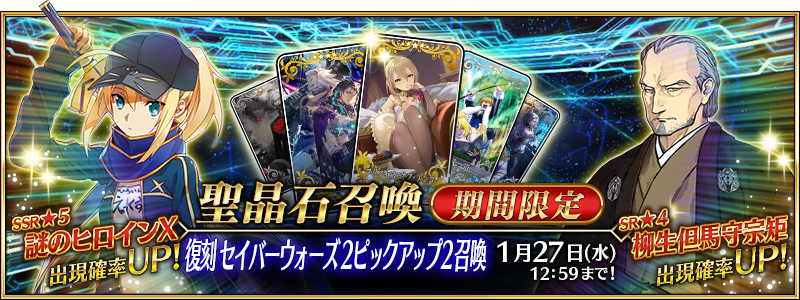 聖晶石召喚 期間限定
SSR★5
謎のヒロインX
出現確率UP!
復刻 セイバーウォーズ2ピックアップ2召喚
1月27日(水)
12:59まで!
SR★4
柳生但馬守宗矩
出現確率UP!